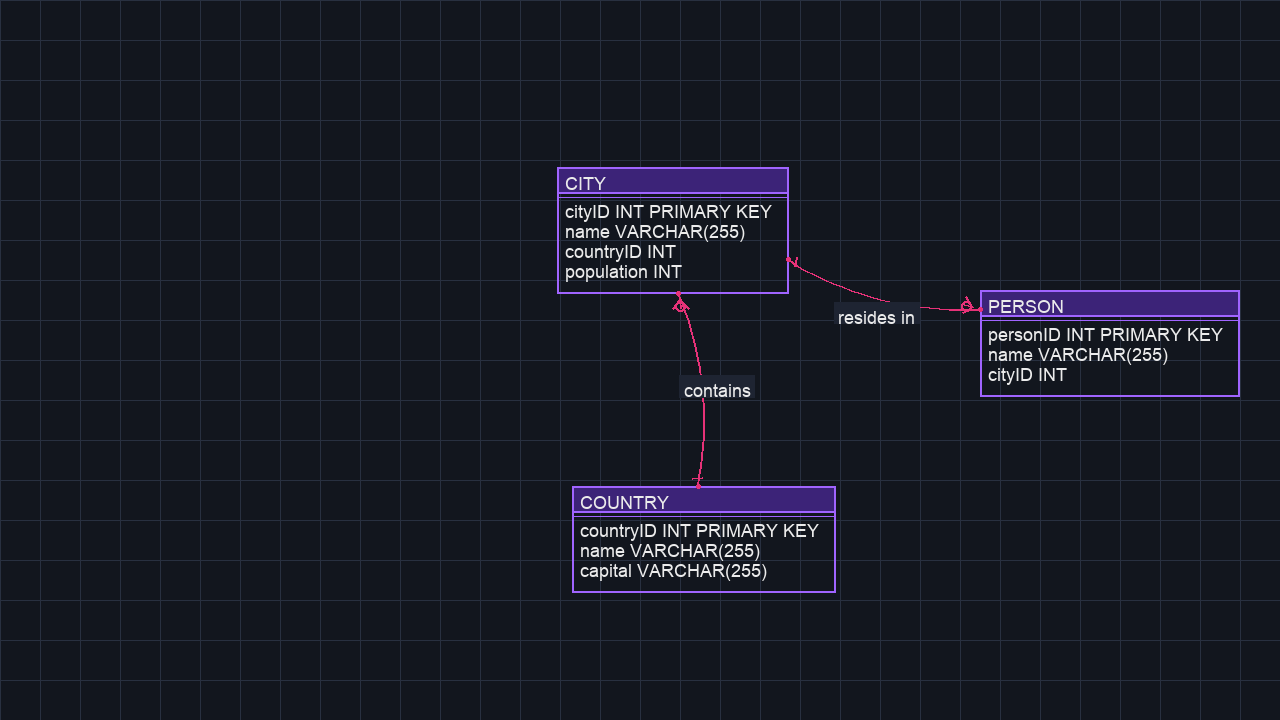 CITY
cityID INT PRIMARY KEY
name VARCHAR(255)
countryID INT
population INT
resides in
PERSON
personID INT PRIMARY KEY
name VARCHAR(255)
cityID INT
contains
COUNTRY
countryID INT PRIMARY KEY
name VARCHAR(255)
capital VARCHAR(255)